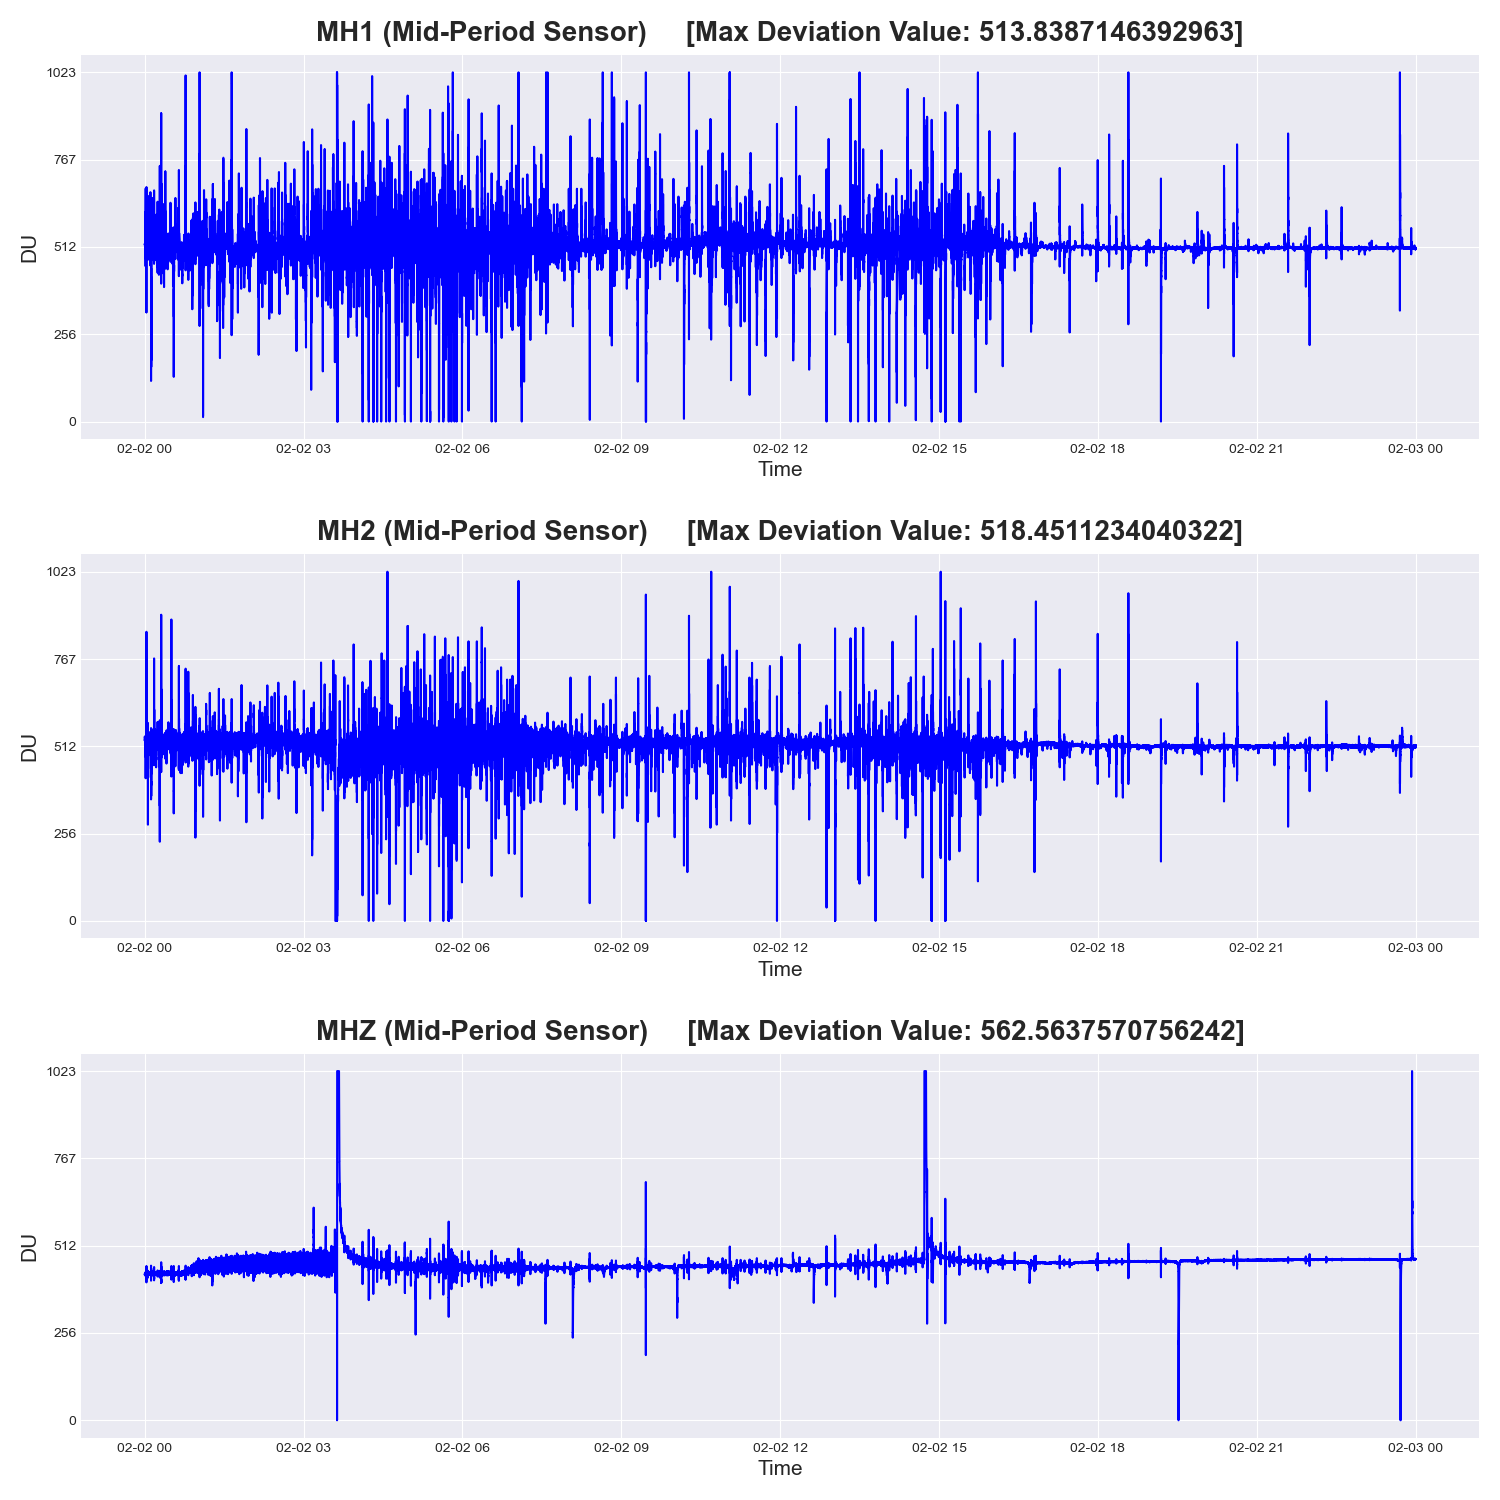 MH1 (Mid-Period Sensor) [Max Deviation Value: 513.8387146392963]
1023
767
512
256
0
DU
02-02 00 02-02 03 02-02 06 02-02 09 02-02 12 02-02 15 02-02 18 02-02 21 02-03 00
Time
MH2 (Mid-Period Sensor) [Max Deviation Value: 518.4511234040322]
1023
767
512
256
0
DU
02-02 00 02-02 03 02-02 06 02-02 09 02-02 12 02-02 15 02-02 18 02-02 21 02-03 00
Time
MHZ (Mid-Period Sensor) [Max Deviation Value: 562.5637570756242]
1023
767
512
256
0
DU
02-02 00 02-02 03 02-02 06 02-02 09 02-02 12 02-02 15 02-02 18 02-02 21 02-03 00
Time